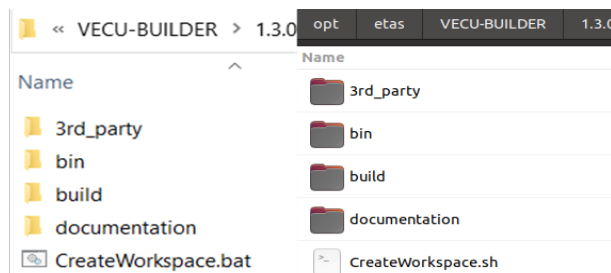 « VECU-BUILDER > 1.3.0
Name
3rd_party
bin
build
documentation
CreateWorkspace.bat
opt etas VECU-BUILDER 1.3.0
Name
3rd_party
bin
build
documentation
CreateWorkspace.sh